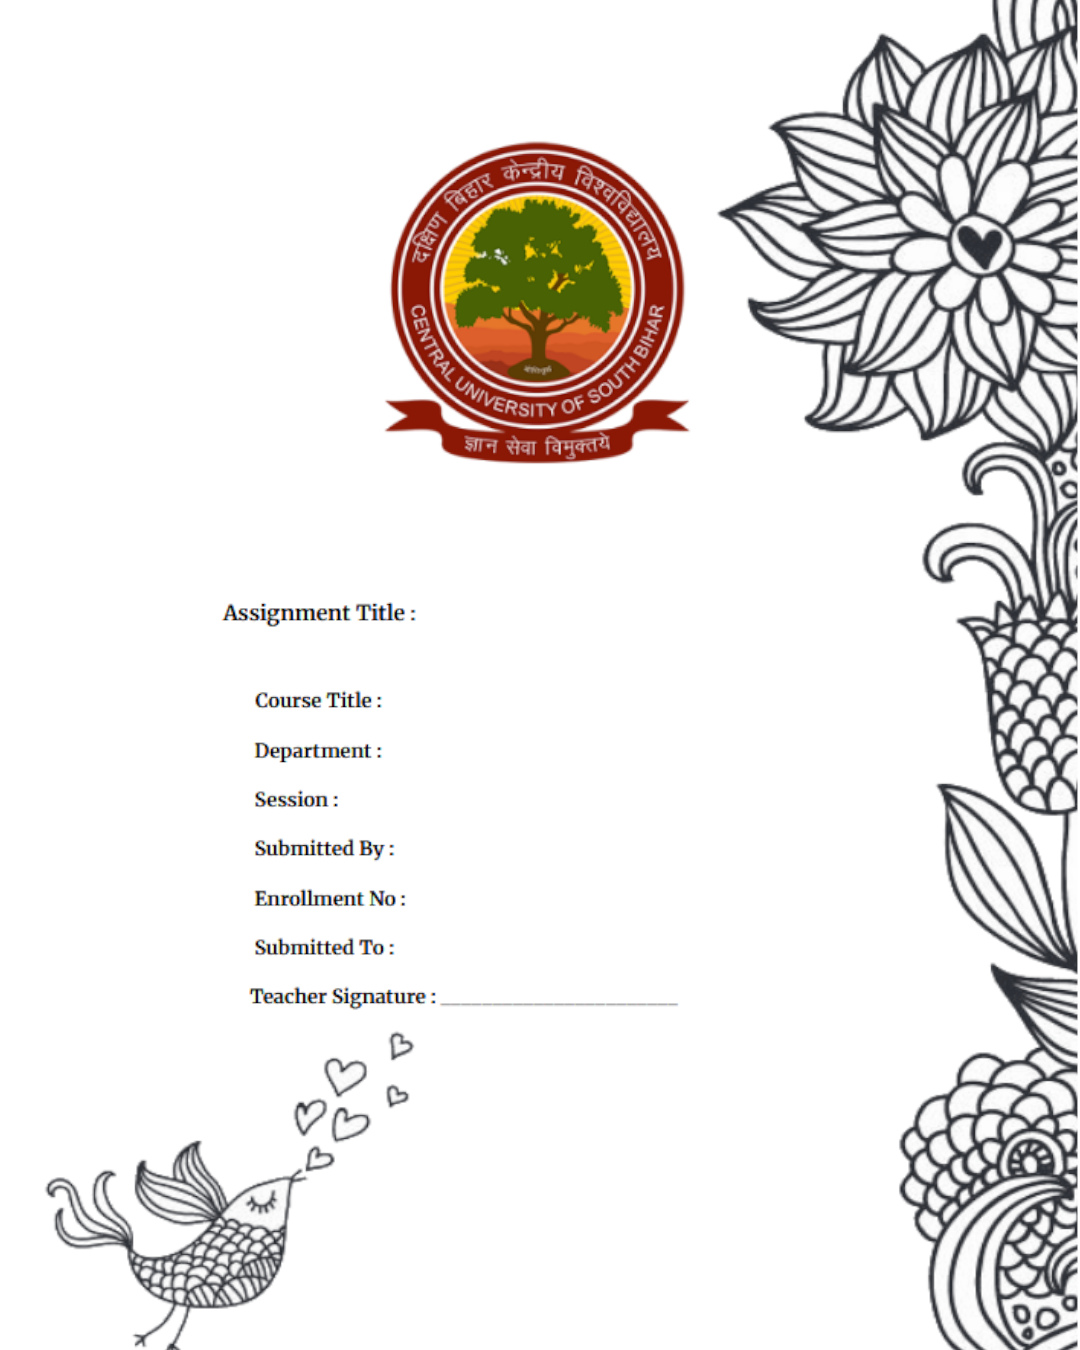 दक्षिण बिहार केन्द्रीय विश्वविद्यालय
CENTRAL UNIVERSITY OF SOUTH BIHAR
ज्ञान सेवा विमुक्तये
Assignment Title :
Course Title :
Department :
Session :
Submitted By :
Enrollment No :
Submitted To :
Teacher Signature : _______________________